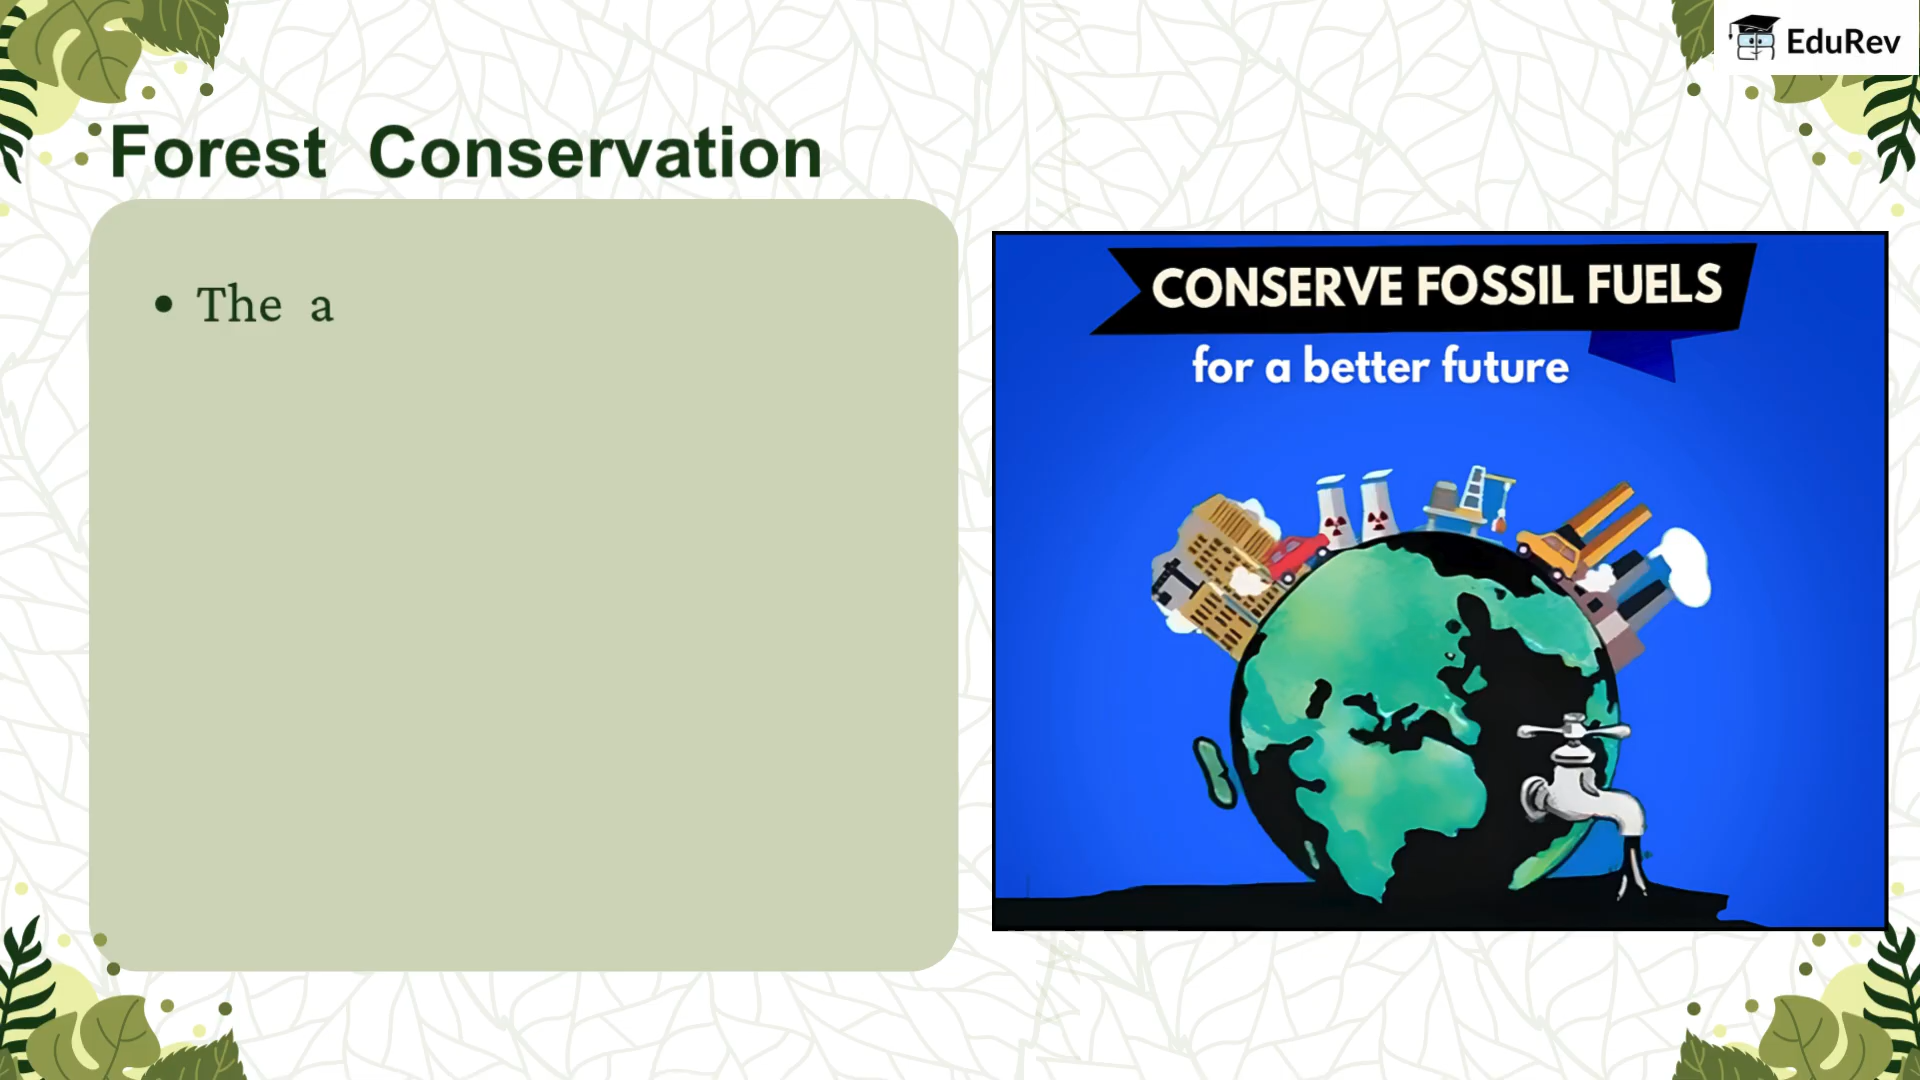 EduRev
Forest Conservation
• The a
CONSERVE FOSSIL FUELS
for a better future